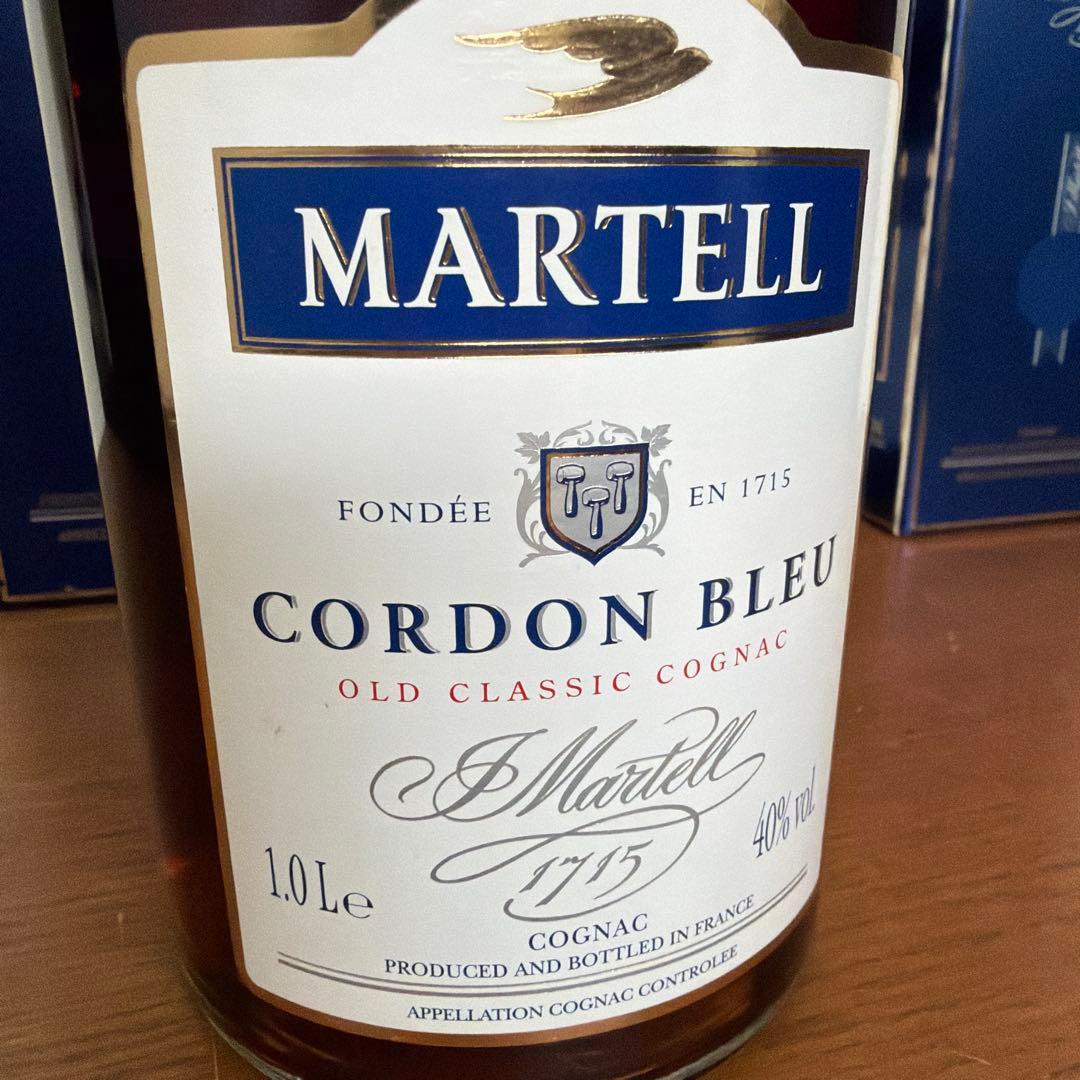 MARTELL
FONDÉE EN 1715
CORDON BLEU
OLD CLASSIC COGNAC
J Martell
1715
1.0 L℮ 40% vol.
COGNAC
PRODUCED AND BOTTLED IN FRANCE
APPELLATION COGNAC CONTROLEE